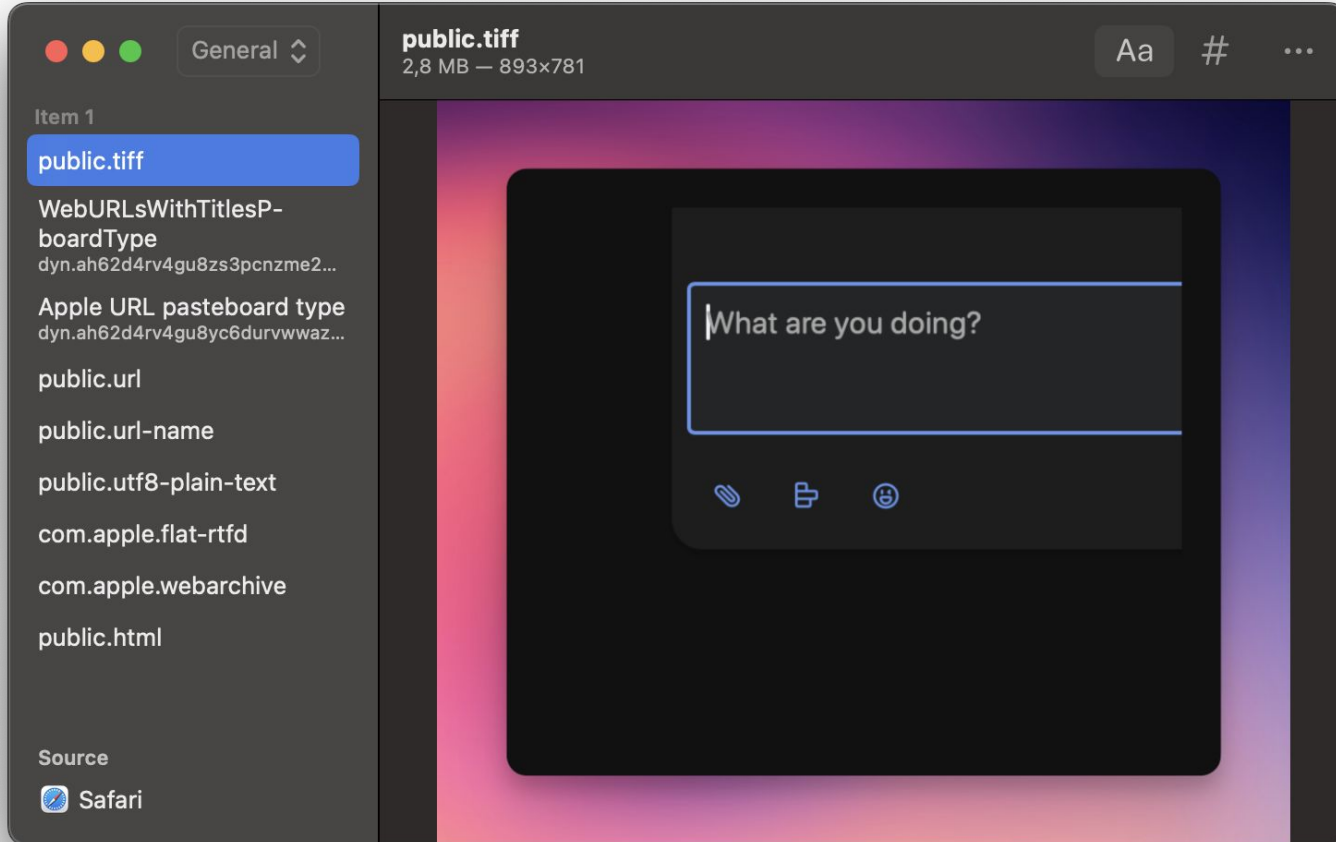 General
public.tiff
2,8 MB — 893×781
Aa
#
Item 1
public.tiff
WebURLsWithTitlesP-
boardType
dyn.ah62d4rv4gu8zs3pcnzme2...
Apple URL pasteboard type
dyn.ah62d4rv4gu8yc6durvwwaz...
public.url
public.url-name
public.utf8-plain-text
com.apple.flat-rtfd
com.apple.webarchive
public.html
Source
Safari
What are you doing?